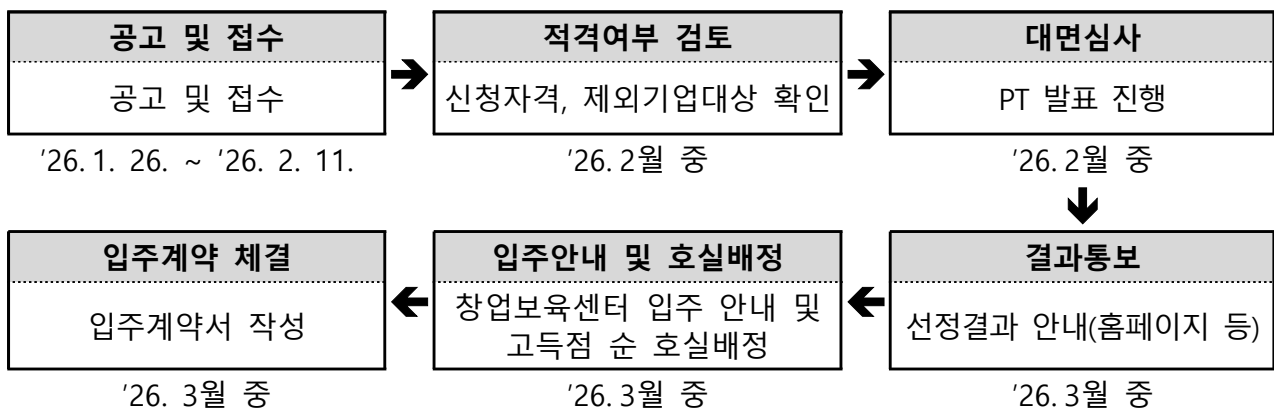 공고 및 접수
공고 및 접수
'26. 1. 26. ~ '26. 2. 11.
적격여부 검토
신청자격, 제외기업대상 확인
'26. 2월 중
대면심사
PT 발표 진행
'26. 2월 중
결과통보
선정결과 안내(홈페이지 등)
'26. 3월 중
입주안내 및 호실배정
창업보육센터 입주 안내 및
고득점 순 호실배정
'26. 3월 중
입주계약 체결
입주계약서 작성
'26. 3월 중